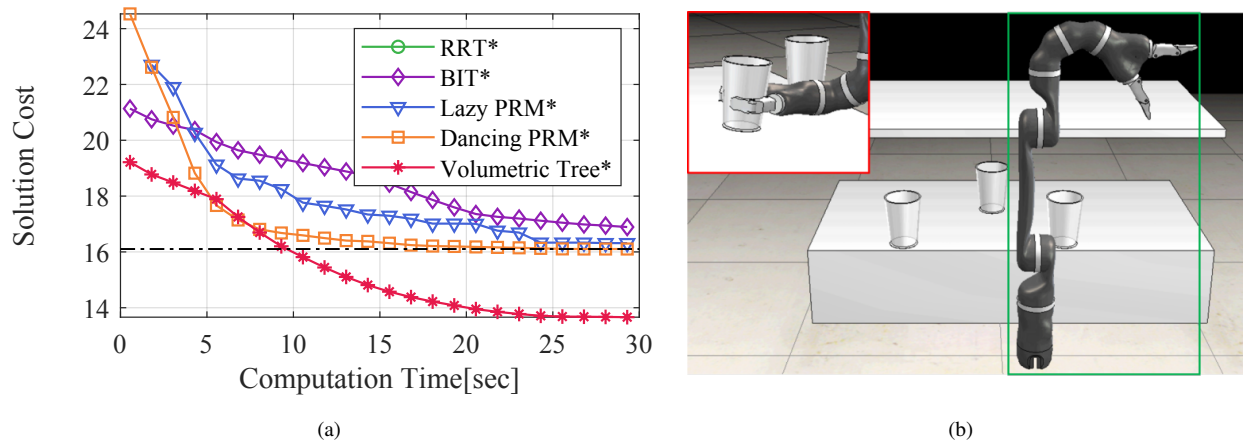 24
22
20
18
16
14
Solution Cost
RRT*
BIT*
Lazy PRM*
Dancing PRM*
Volumetric Tree*
0 5 10 15 20 25 30
Computation Time[sec]
(a)
(b)